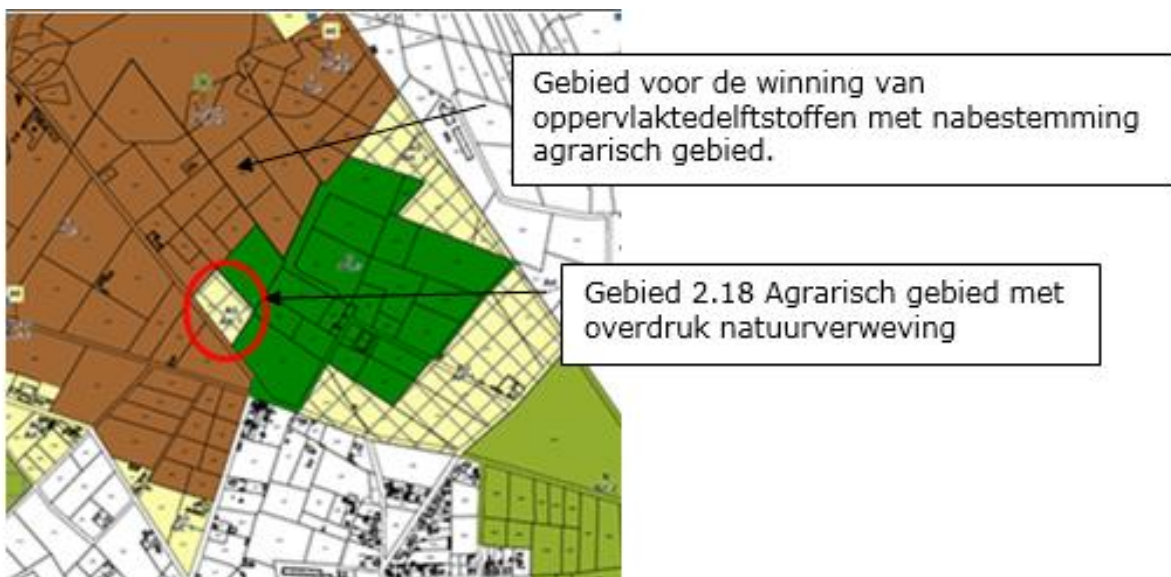 Gebied voor de winning van
oppervlaktedelftstoffen met nabestemming
agrarisch gebied.
Gebied 2.18 Agrarisch gebied met
overdruk natuurverweving